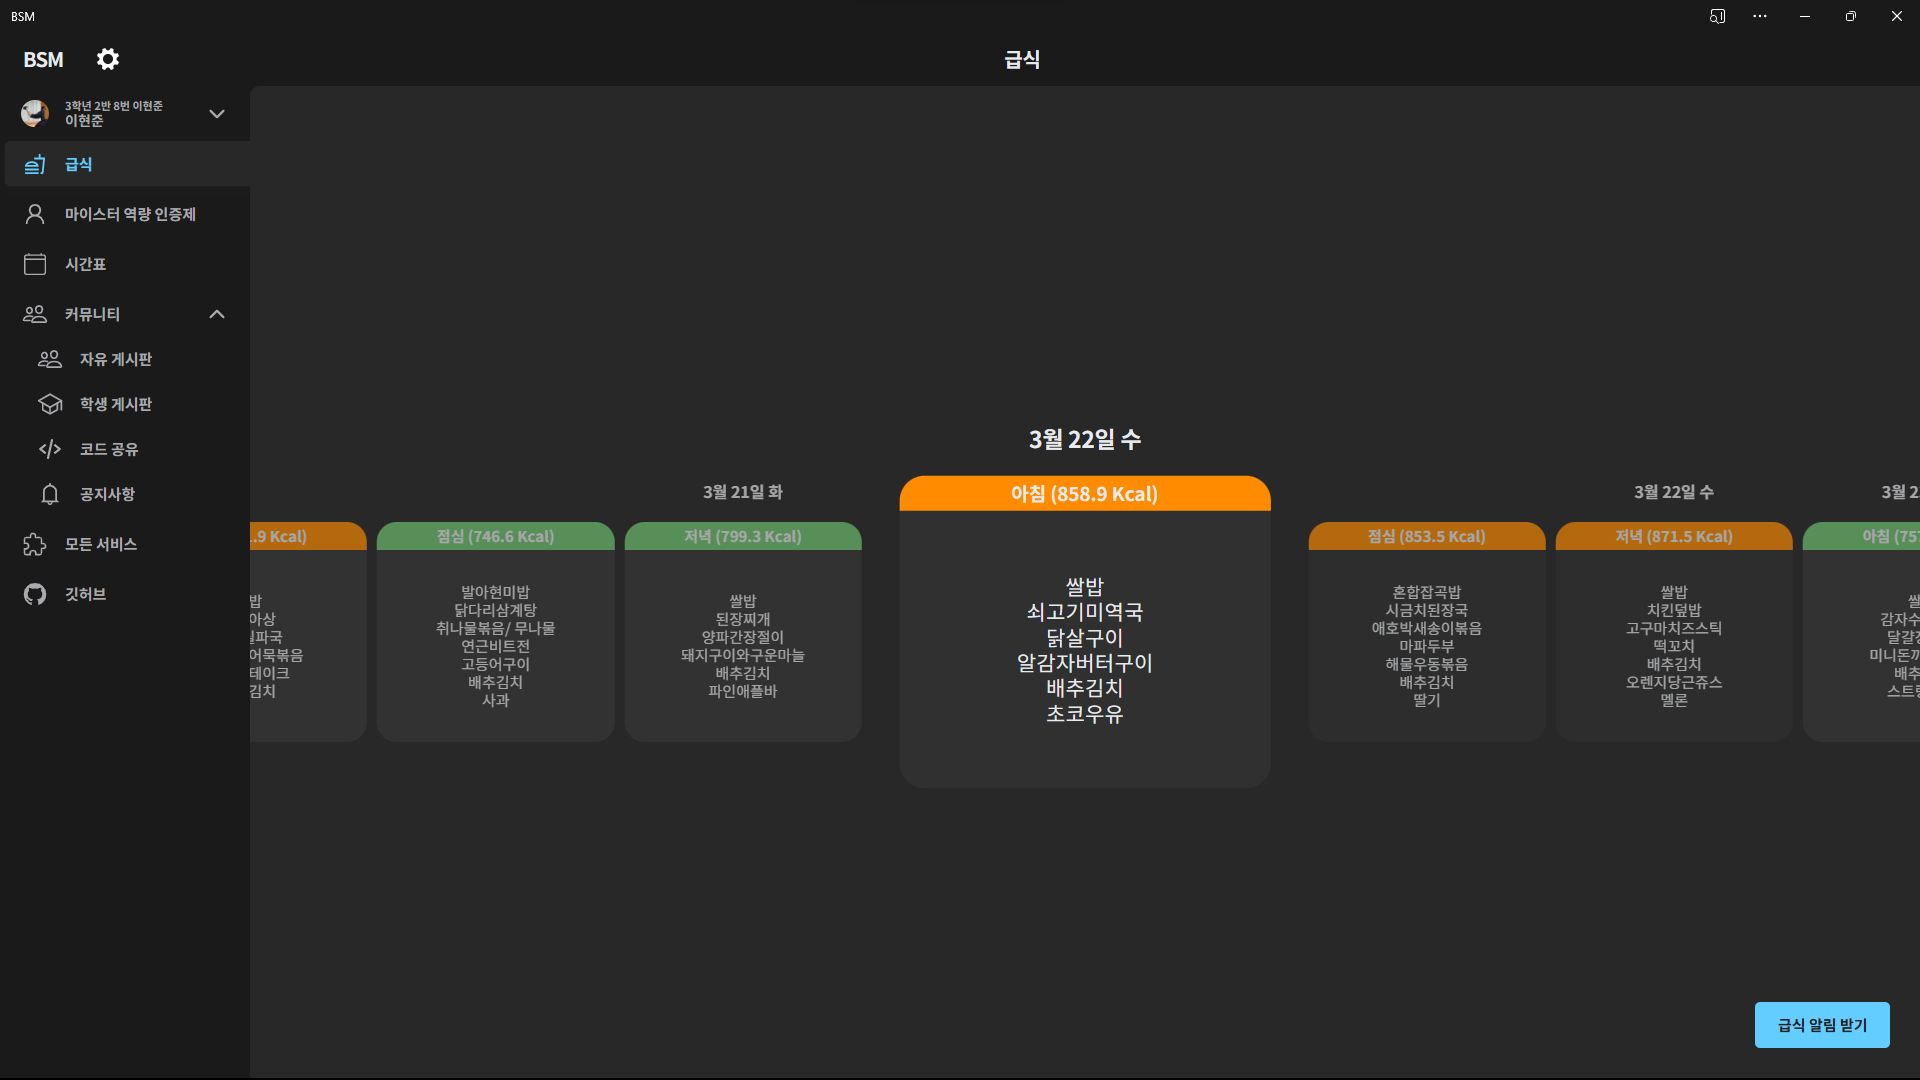 BSM
BSM
급식
3학년 2반 8번 이현준
이현준
급식
마이스터 역량 인증제
시간표
커뮤니티
자유 게시판
학생 게시판
코드 공유
공지사항
모든 서비스
깃허브
.9 Kcal)
밥
아상
김파국
어묵볶음
테이크
김치
점심 (746.6 Kcal)
발아현미밥
닭다리삼계탕
취나물볶음/ 무나물
연근비트전
고등어구이
배추김치
사과
3월 21일 화
저녁 (799.3 Kcal)
쌀밥
된장찌개
양파간장절이
돼지구이와구운마늘
배추김치
파인애플바
3월 22일 수
아침 (858.9 Kcal)
쌀밥
쇠고기미역국
닭살구이
알감자버터구이
배추김치
초코우유
점심 (853.5 Kcal)
혼합잡곡밥
시금치된장국
애호박새송이볶음
마파두부
해물우동볶음
배추김치
딸기
3월 22일 수
저녁 (871.5 Kcal)
쌀밥
치킨덮밥
고구마치즈스틱
떡꼬치
배추김치
오렌지당근쥬스
멜론
3월 2
아침 (757
쌀
감자수
달걀장
미니돈까
배추
스트링
급식 알림 받기